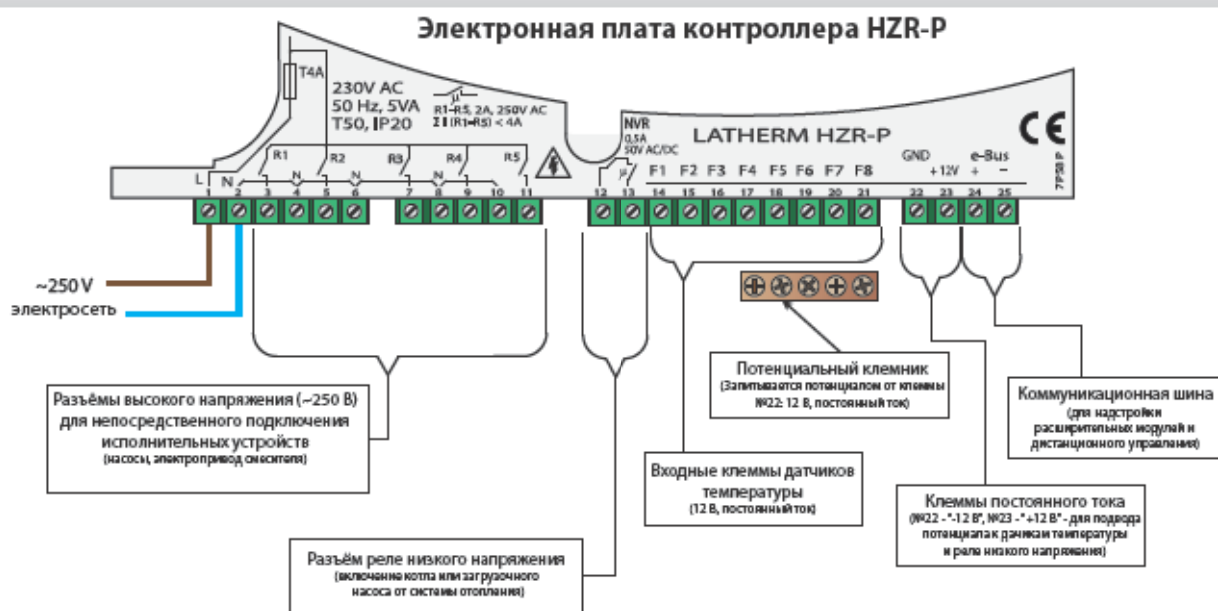 Электронная плата контроллера HZR-P
T4A
230V AC
50 Hz, 5VA
T50, IP20
µ
R1-R5, 2A, 250V AC
Σ I (R1-R5) < 4A
NVR
0,5A
50V AC/DC
LATHERM HZR-P
CE
7PSB P
L
N
R1
N
R2
R3
N
R4
R5
µ
F1 F2 F3 F4 F5 F6 F7 F8
GND
+12V
e-Bus
+ −
1 2 3 4 5 6 7 8 9 10 11 12 13 14 15 16 17 18 19 20 21 22 23 24 25
~250 V
электросеть
Разъёмы высокого напряжения (~250 В)
для непосредственного подключения
исполнительных устройств
(насосы, электропривод смесителя)
Разъём реле низкого напряжения
(включение котла или загрузочного
насоса от системы отопления)
Входные клеммы датчиков
температуры
(12 В, постоянный ток)
Потенциальный клемник
(Запитывается потенциалом от клеммы
№22: 12 В, постоянный ток)
Клеммы постоянного тока
(№22 - "-12 В", №23 - "+12 В" - для подвода
потенциала к дачикам температуры
и реле низкого напряжения)
Коммуникационная шина
(для надстройки
расширительных модулей и
дистанционного управления)